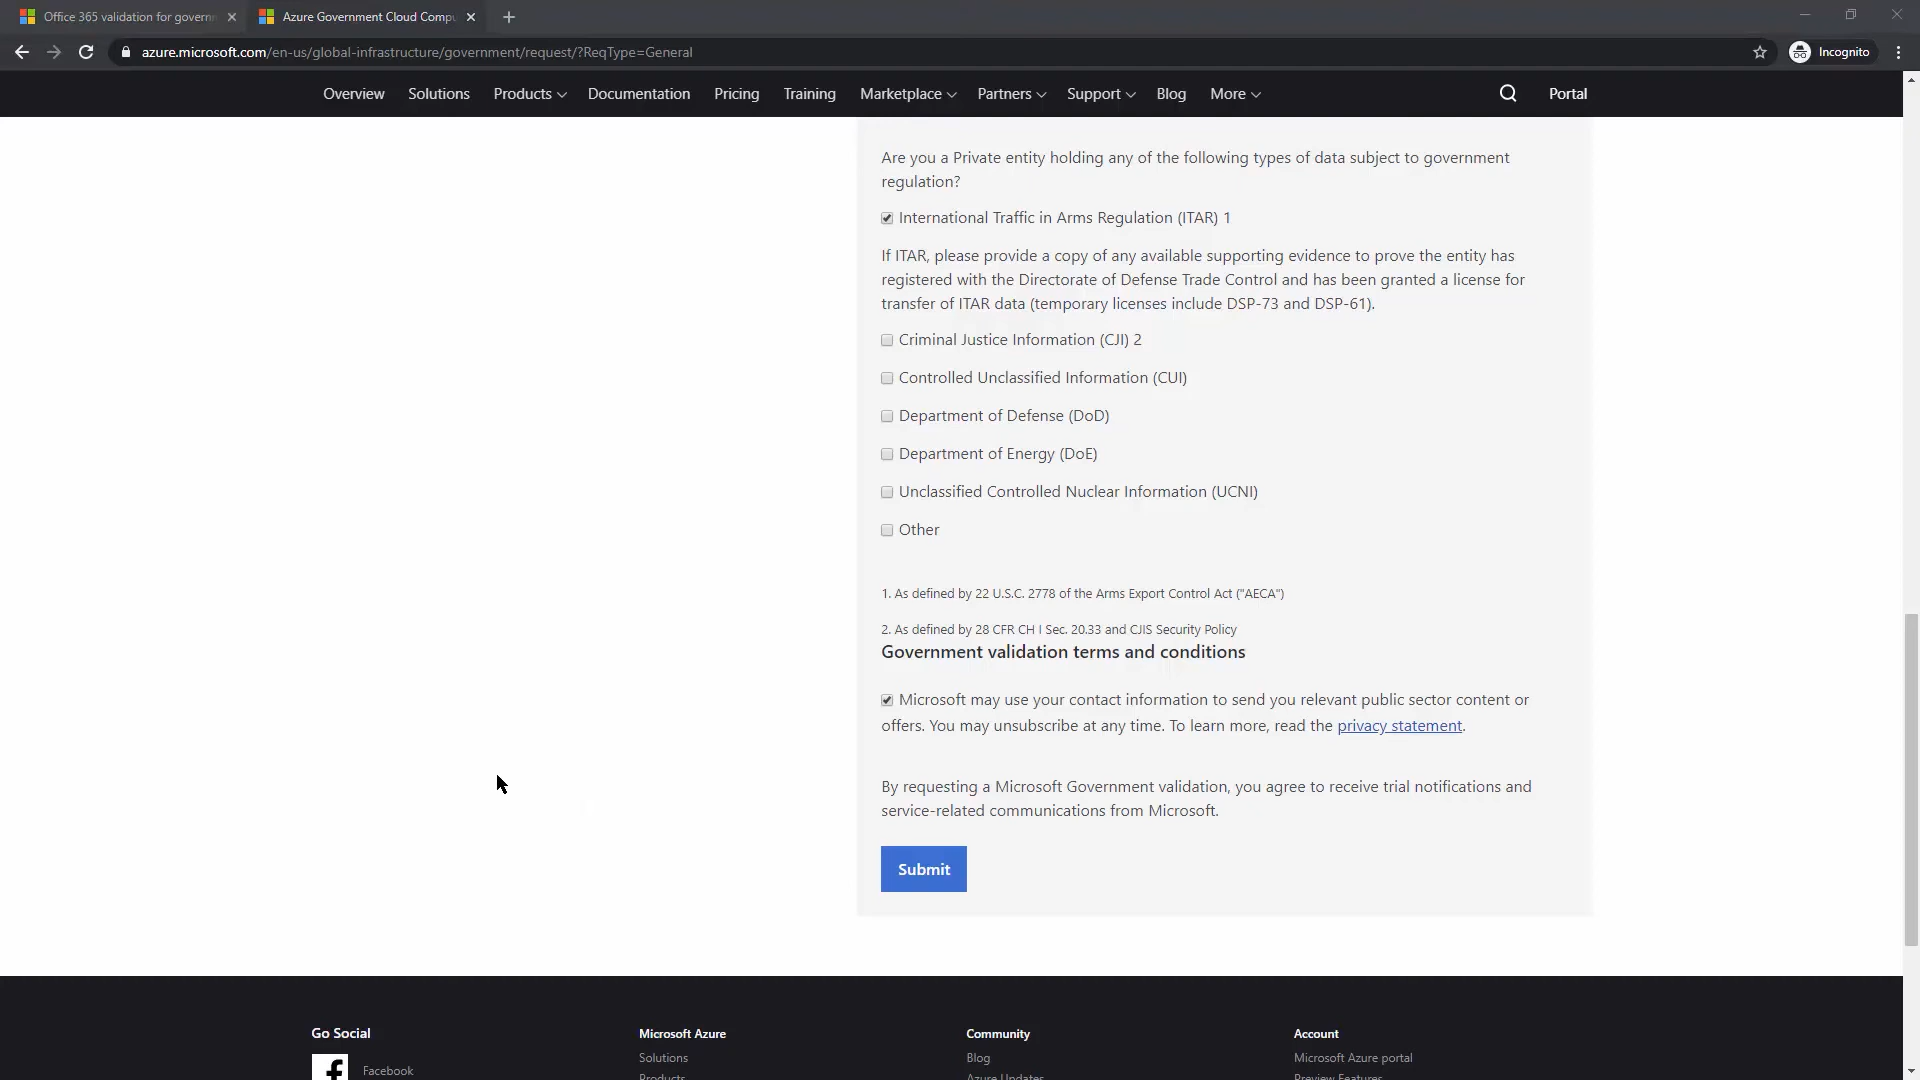 Office 365 validation for govern
Azure Government Cloud Compu
azure.microsoft.com/en-us/global-infrastructure/government/request/?ReqType=General
Incognito
Overview Solutions Products Documentation Pricing Training Marketplace Partners Support Blog More Portal
Are you a Private entity holding any of the following types of data subject to government
regulation?
International Traffic in Arms Regulation (ITAR) 1
If ITAR, please provide a copy of any available supporting evidence to prove the entity has
registered with the Directorate of Defense Trade Control and has been granted a license for
transfer of ITAR data (temporary licenses include DSP-73 and DSP-61).
Criminal Justice Information (CJI) 2
Controlled Unclassified Information (CUI)
Department of Defense (DoD)
Department of Energy (DoE)
Unclassified Controlled Nuclear Information (UCNI)
Other
1. As defined by 22 U.S.C. 2778 of the Arms Export Control Act ("AECA")
2. As defined by 28 CFR CH I Sec. 20.33 and CJIS Security Policy
Government validation terms and conditions
Microsoft may use your contact information to send you relevant public sector content or
offers. You may unsubscribe at any time. To learn more, read the privacy statement.
By requesting a Microsoft Government validation, you agree to receive trial notifications and
service-related communications from Microsoft.
Submit
Go Social
Facebook
Microsoft Azure
Solutions
Products
Community
Blog
Azure Updates
Account
Microsoft Azure portal
Preview Features